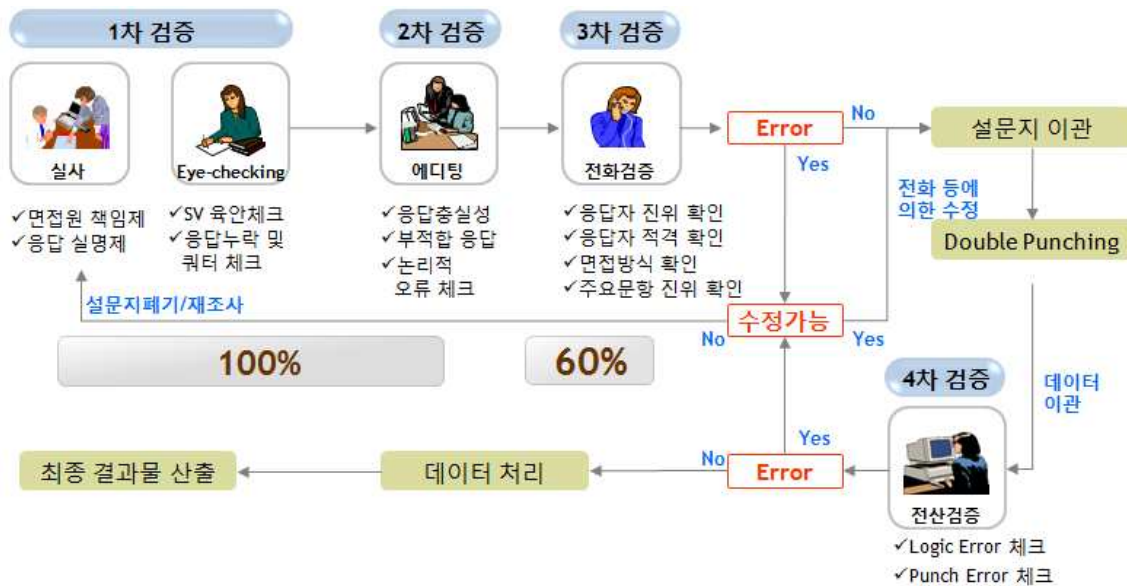 1차 검증
2차 검증
3차 검증
실사
Eye-checking
에디팅
전화검증
Error
No
Yes
설문지 이관
✓면접원 책임제
✓응답 실명제
✓SV 육안체크
✓응답누락 및
쿼터 체크
✓응답충실성
✓부적합 응답
✓논리적
오류 체크
✓응답자 진위 확인
✓응답자 적격 확인
✓면접방식 확인
✓주요문항 진위 확인
전화 등에
의한 수정
Double Punching
설문지폐기/재조사
수정가능
No
Yes
100%
60%
4차 검증
데이터
이관
최종 결과물 산출
데이터 처리
No
Yes
Error
전산검증
✓Logic Error 체크
✓Punch Error 체크